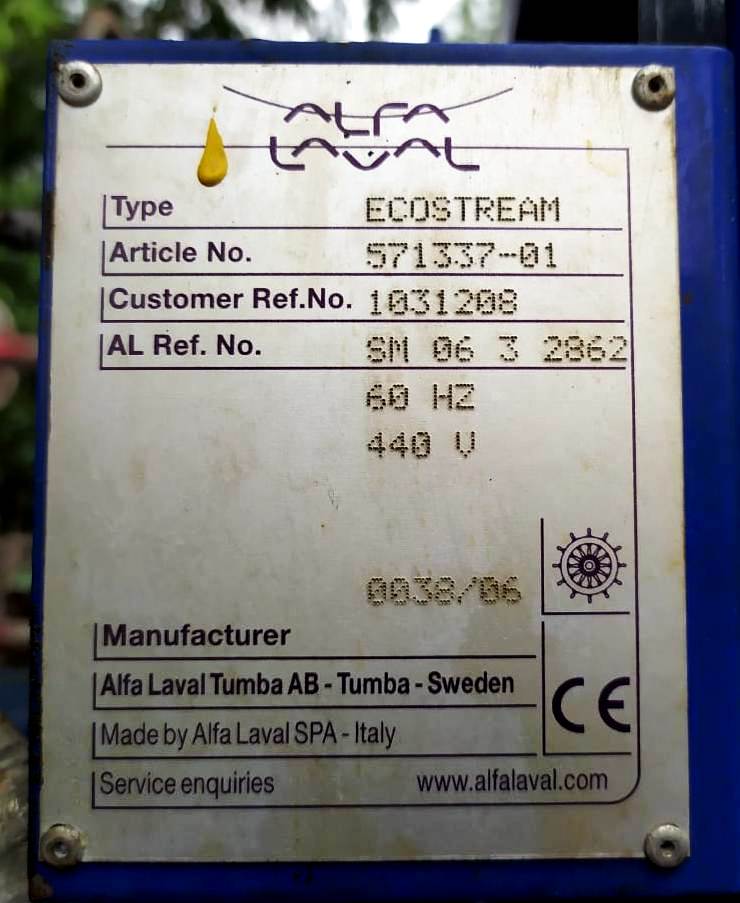 ALFA
LAVAL
Type ECOSTREAM
Article No. 571337-01
Customer Ref.No. 1031208
AL Ref. No. SM 06 3 2862
60 HZ
440 V
0038/06
Manufacturer
Alfa Laval Tumba AB - Tumba - Sweden
Made by Alfa Laval SPA - Italy
CE
Service enquiries www.alfalaval.com